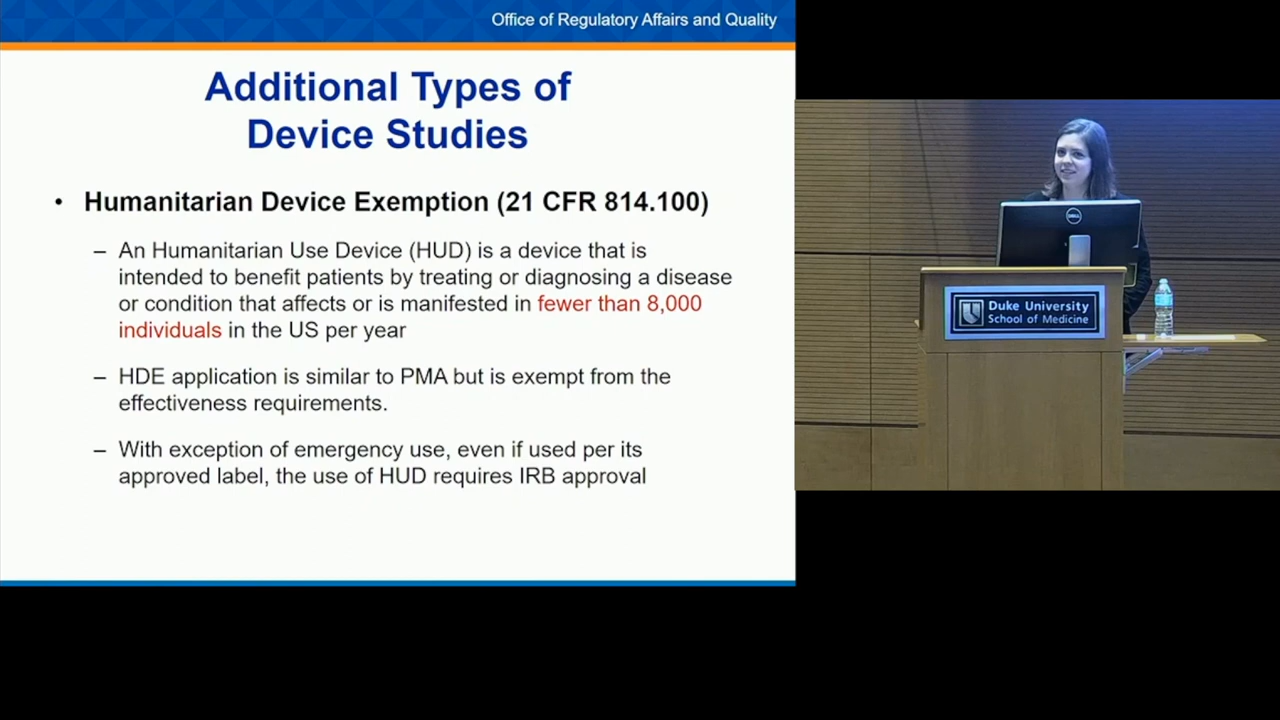 Office of Regulatory Affairs and Quality
Additional Types of
Device Studies
• Humanitarian Device Exemption (21 CFR 814.100)
– An Humanitarian Use Device (HUD) is a device that is
intended to benefit patients by treating or diagnosing a disease
or condition that affects or is manifested in fewer than 8,000
individuals in the US per year
– HDE application is similar to PMA but is exempt from the
effectiveness requirements.
– With exception of emergency use, even if used per its
approved label, the use of HUD requires IRB approval
DELL
Duke University
School of Medicine